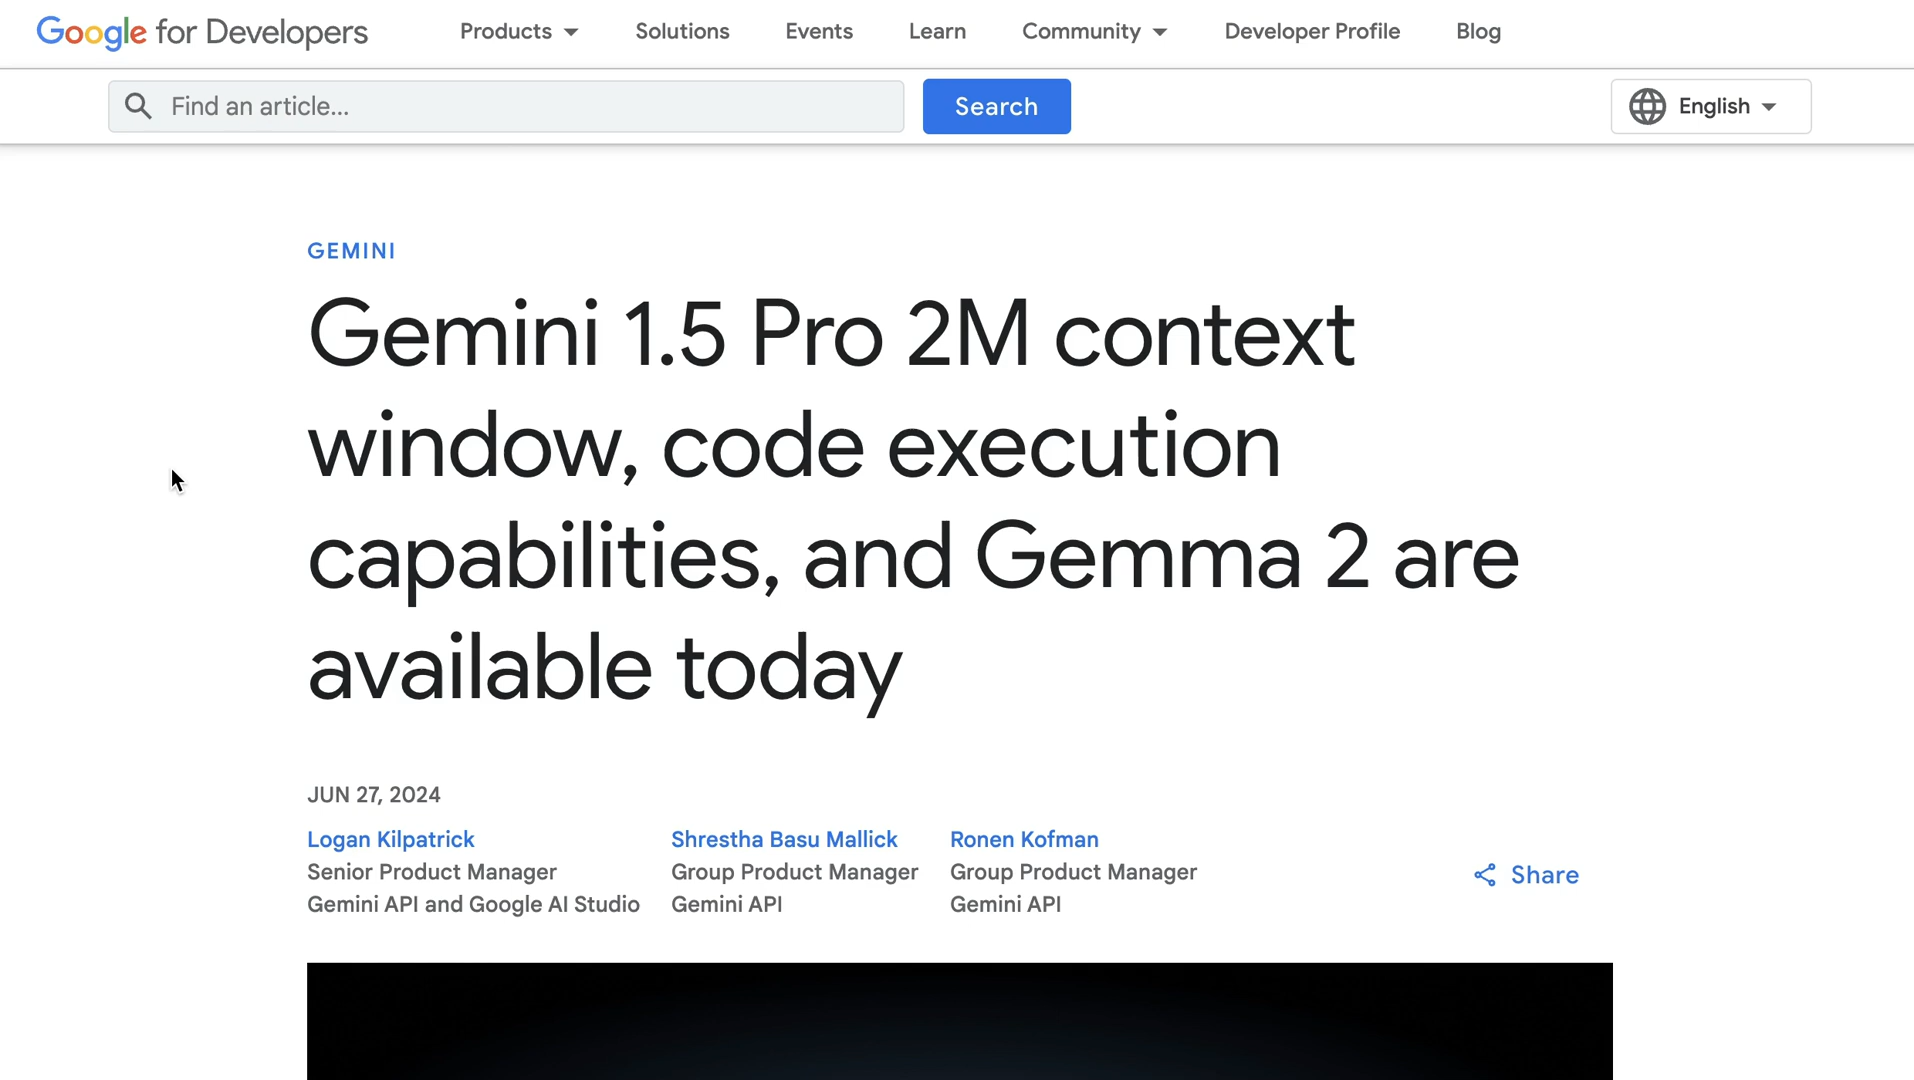 Google for Developers
Products
Solutions
Events
Learn
Community
Developer Profile
Blog
Find an article...
Search
English
GEMINI
Gemini 1.5 Pro 2M context
window, code execution
capabilities, and Gemma 2 are
available today
JUN 27, 2024
Logan Kilpatrick
Senior Product Manager
Gemini API and Google AI Studio
Shrestha Basu Mallick
Group Product Manager
Gemini API
Ronen Kofman
Group Product Manager
Gemini API
Share